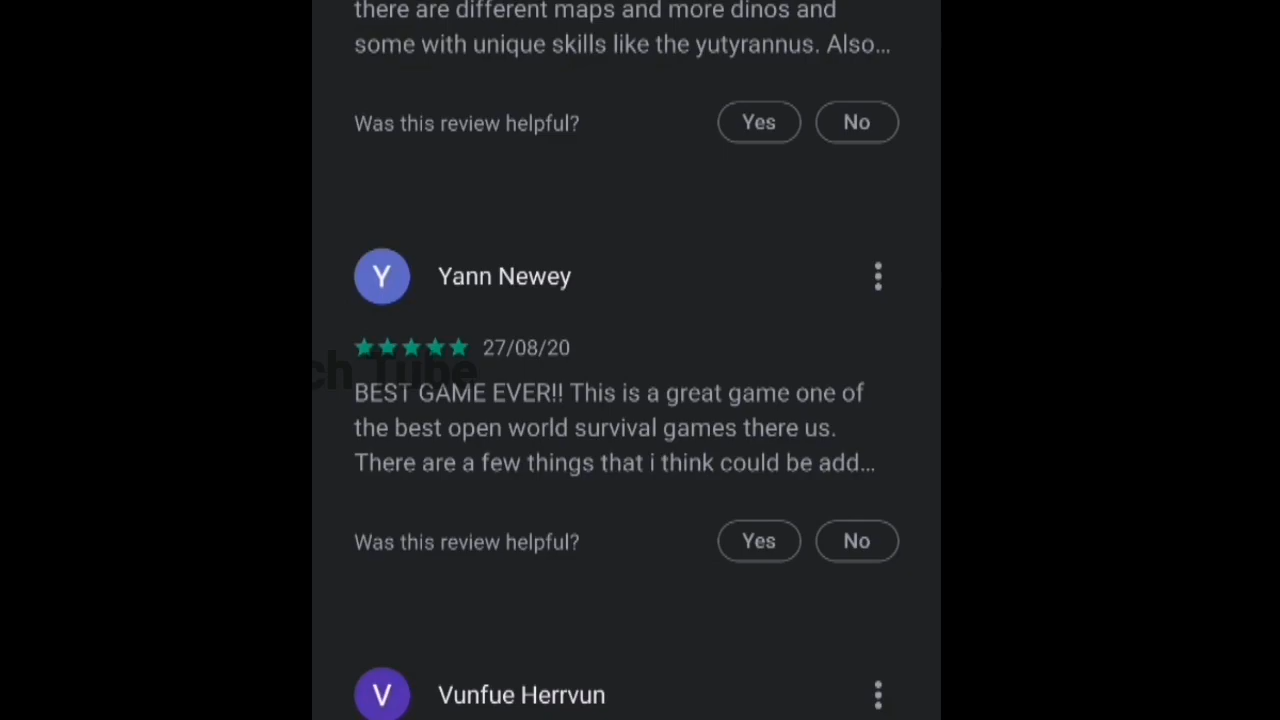 there are different maps and more dinos and
some with unique skills like the yutyrannus. Also...
Was this review helpful?
Yes
No
Y
Yann Newey
27/08/20
ch Tube
BEST GAME EVER!! This is a great game one of
the best open world survival games there us.
There are a few things that i think could be add...
Was this review helpful?
Yes
No
V
Vunfue Herrvun